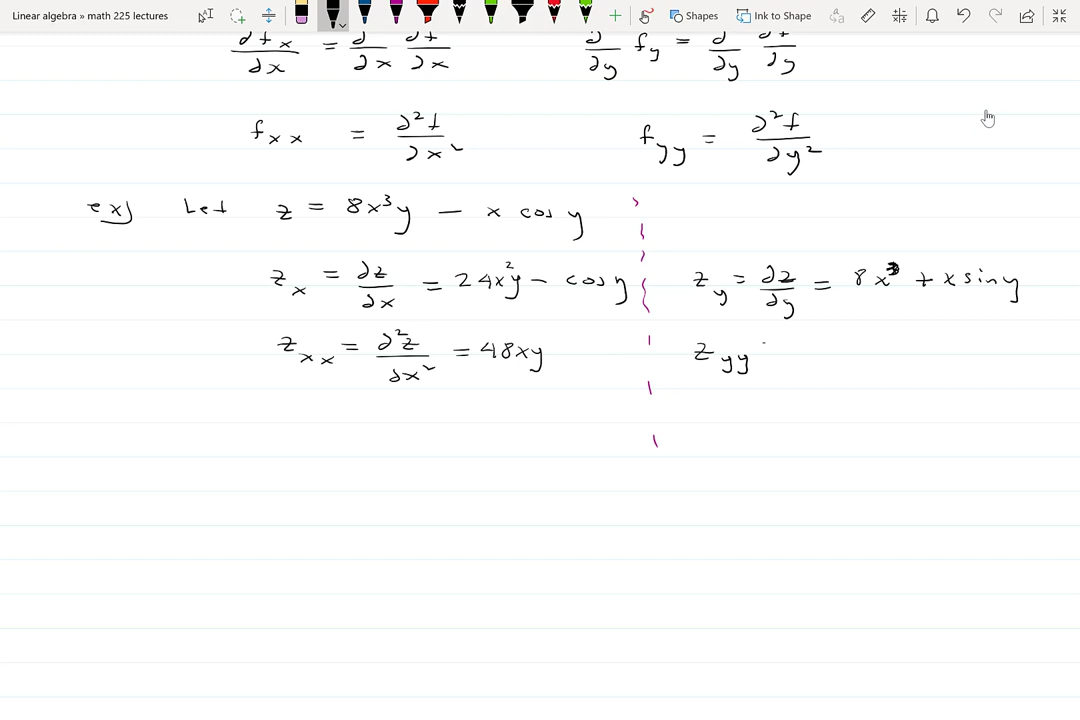 Linear algebra » math 225 lectures Shapes Ink to Shape
∂f_x/∂x = ∂/∂x ∂f/∂x ∂/∂y f_y = ∂/∂y ∂f/∂y
f_xx = ∂²f/∂x² f_yy = ∂²f/∂y²
ex) Let z = 8x³y − x cos y
z_x = ∂z/∂x = 24x²y − cos y z_y = ∂z/∂y = 8x³ + x sin y
z_xx = ∂²z/∂x² = 48xy z_yy